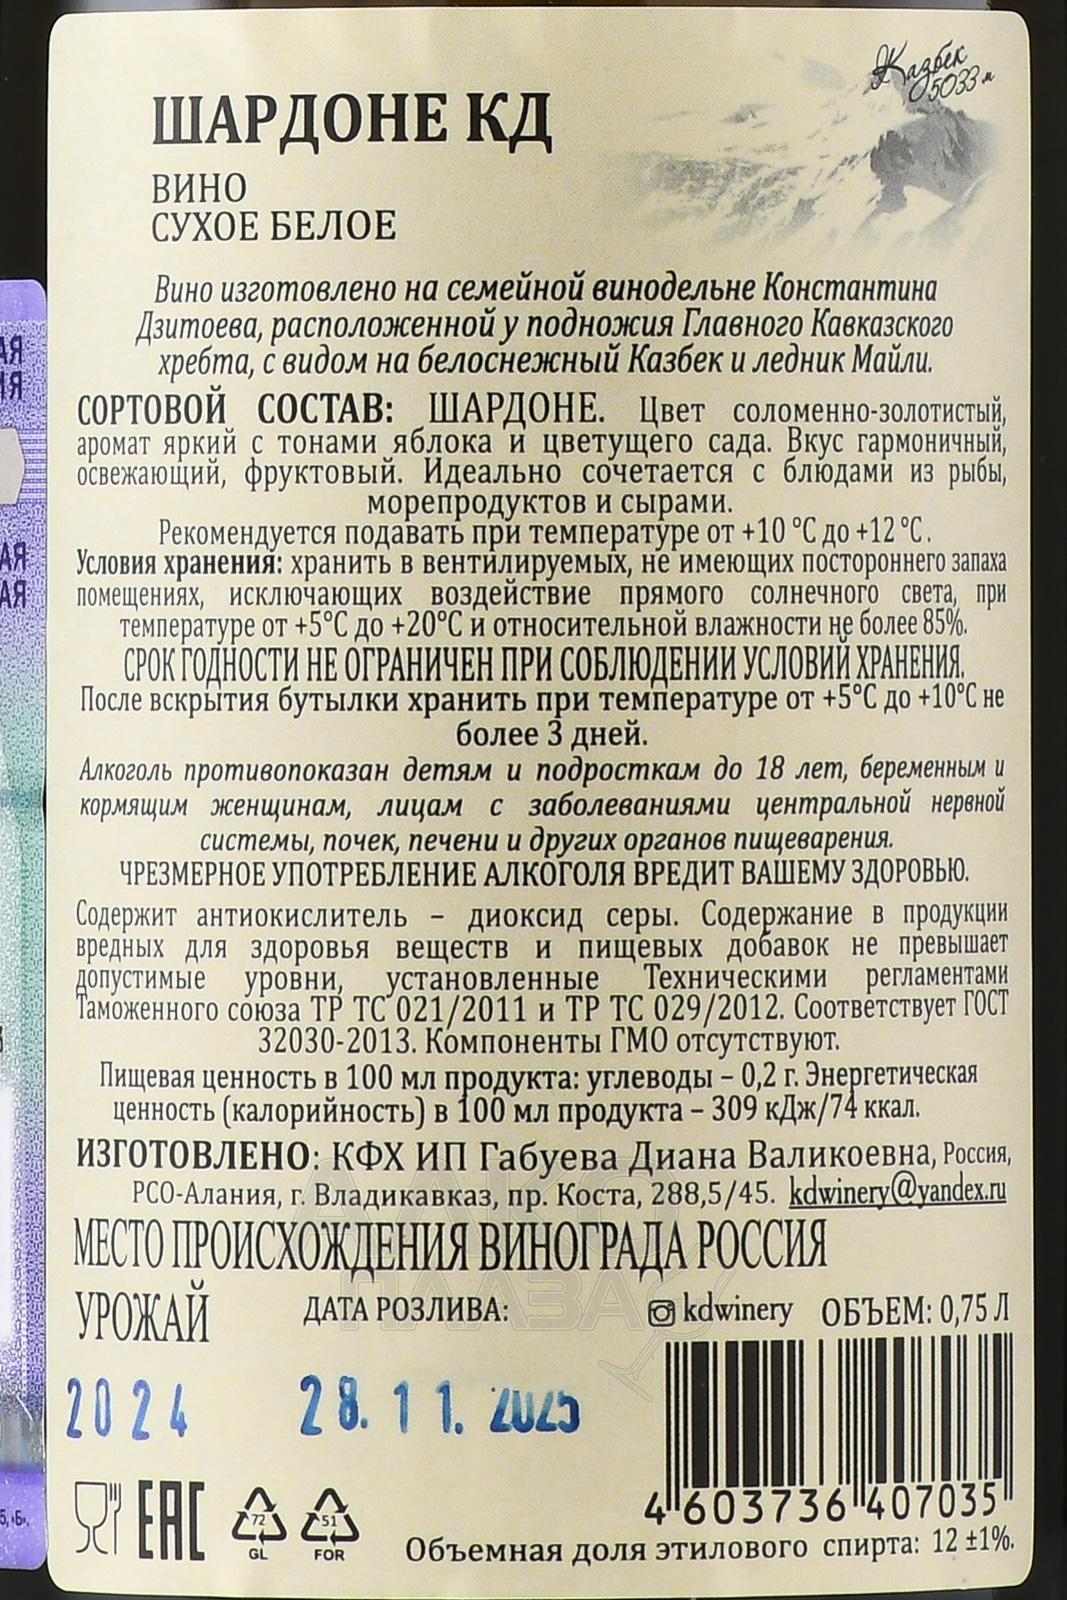 Казбек
5033 м
ШАРДОНЕ КД
ВИНО
СУХОЕ БЕЛОЕ
Вино изготовлено на семейной винодельне Константина
Дзитоева, расположенной у подножия Главного Кавказского
хребта, с видом на белоснежный Казбек и ледник Майли.
СОРТОВОЙ СОСТАВ: ШАРДОНЕ. Цвет соломенно-золотистый,
аромат яркий с тонами яблока и цветущего сада. Вкус гармоничный,
освежающий, фруктовый. Идеально сочетается с блюдами из рыбы,
морепродуктов и сырами.
Рекомендуется подавать при температуре от +10 °С до +12 °С.
Условия хранения: хранить в вентилируемых, не имеющих постороннего запаха
помещениях, исключающих воздействие прямого солнечного света, при
температуре от +5°С до +20°С и относительной влажности не более 85%.
СРОК ГОДНОСТИ НЕ ОГРАНИЧЕН ПРИ СОБЛЮДЕНИИ УСЛОВИЙ ХРАНЕНИЯ.
После вскрытия бутылки хранить при температуре от +5°С до +10°С не
более 3 дней.
Алкоголь противопоказан детям и подросткам до 18 лет, беременным и
кормящим женщинам, лицам с заболеваниями центральной нервной
системы, почек, печени и других органов пищеварения.
ЧРЕЗМЕРНОЕ УПОТРЕБЛЕНИЕ АЛКОГОЛЯ ВРЕДИТ ВАШЕМУ ЗДОРОВЬЮ.
Содержит антиокислитель – диоксид серы. Содержание в продукции
вредных для здоровья веществ и пищевых добавок не превышает
допустимые уровни, установленные Техническими регламентами
Таможенного союза ТР ТС 021/2011 и ТР ТС 029/2012. Соответствует ГОСТ
32030-2013. Компоненты ГМО отсутствуют.
Пищевая ценность в 100 мл продукта: углеводы – 0,2 г. Энергетическая
ценность (калорийность) в 100 мл продукта – 309 кДж/74 ккал.
ИЗГОТОВЛЕНО: КФХ ИП Габуева Диана Валикоевна, Россия,
РСО-Алания, г. Владикавказ, пр. Коста, 288,5/45. kdwinery@yandex.ru
МЕСТО ПРОИСХОЖДЕНИЯ ВИНОГРАДА РОССИЯ
АЛКО
ПЛАЗА
УРОЖАЙ ДАТА РОЗЛИВА: kdwinery ОБЪЕМ: 0,75 Л
2024 28.11.2025
4 603736 407035
EAC 72 51
GL FOR
Объемная доля этилового спирта: 12 ±1%.